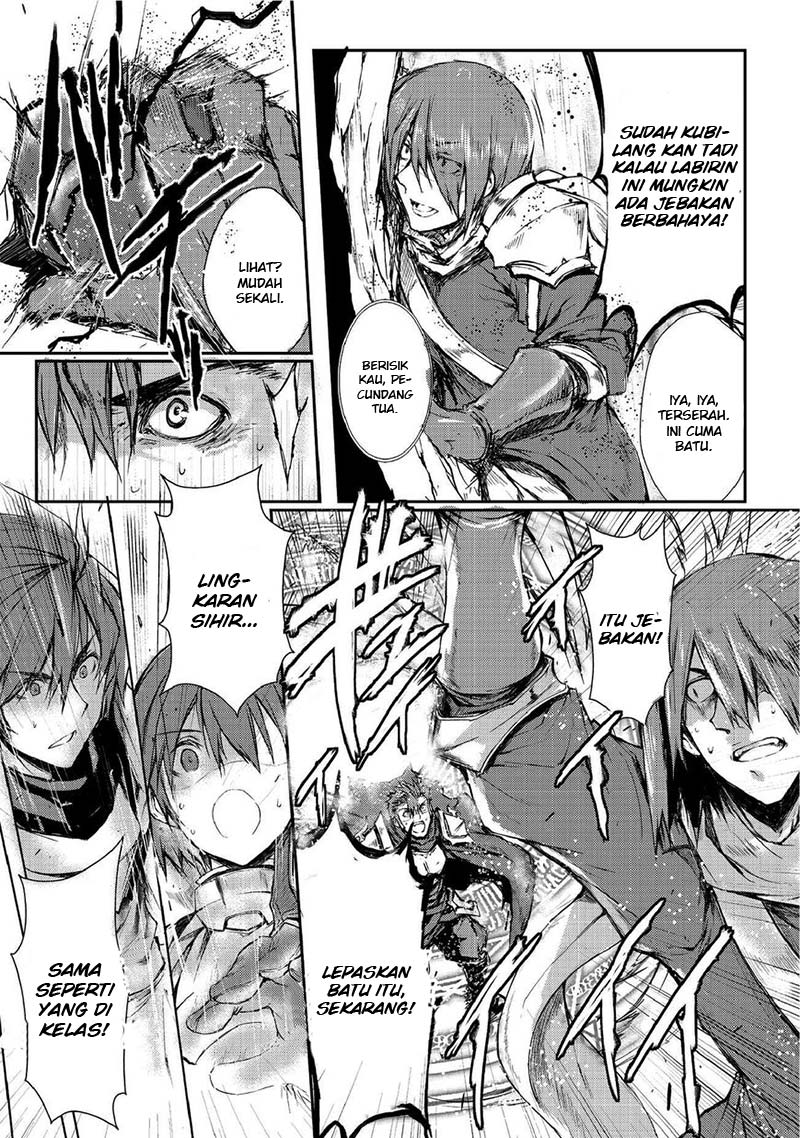 SUDAH KUBI-
LANG KAN TADI
KALAU LABIRIN
INI MUNGKIN
ADA JEBAKAN
BERBAHAYA!
IYA, IYA,
TERSERAH.
INI CUMA
BATU.
BERISIK
KAU, PE-
CUNDANG
TUA.
LIHAT?
MUDAH
SEKALI.
ITU JE-
BAKAN!
LEPASKAN
BATU ITU,
SEKARANG!
LING-
KARAN
SIHIR...
SAMA
SEPERTI
YANG DI
KELAS!